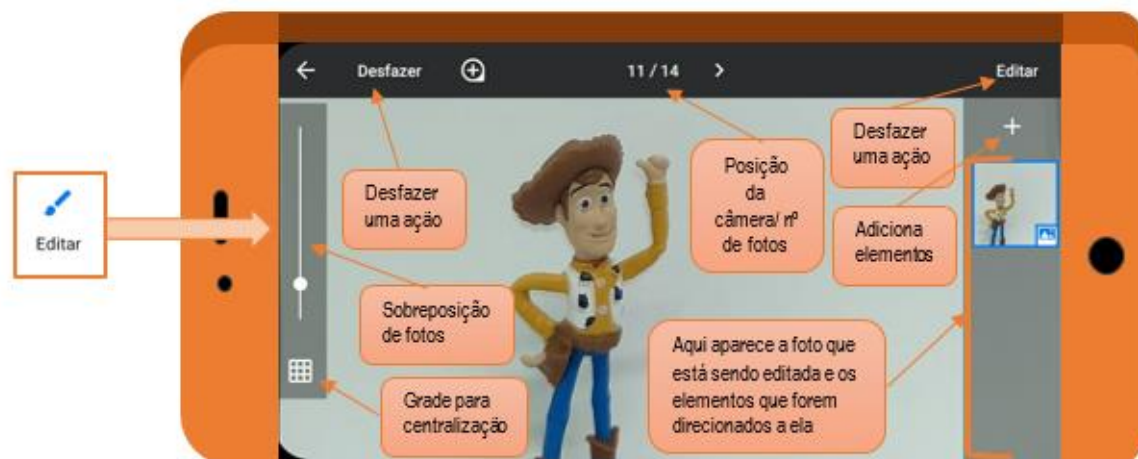 Desfazer
11 / 14
Editar
Editar
Desfazer
uma ação
Posição
da
câmera/ nº
de fotos
Desfazer
uma ação
Adiciona
elementos
Sobreposição
de fotos
Grade para
centralização
Aqui aparece a foto que
está sendo editada e os
elementos que forem
direcionados a ela